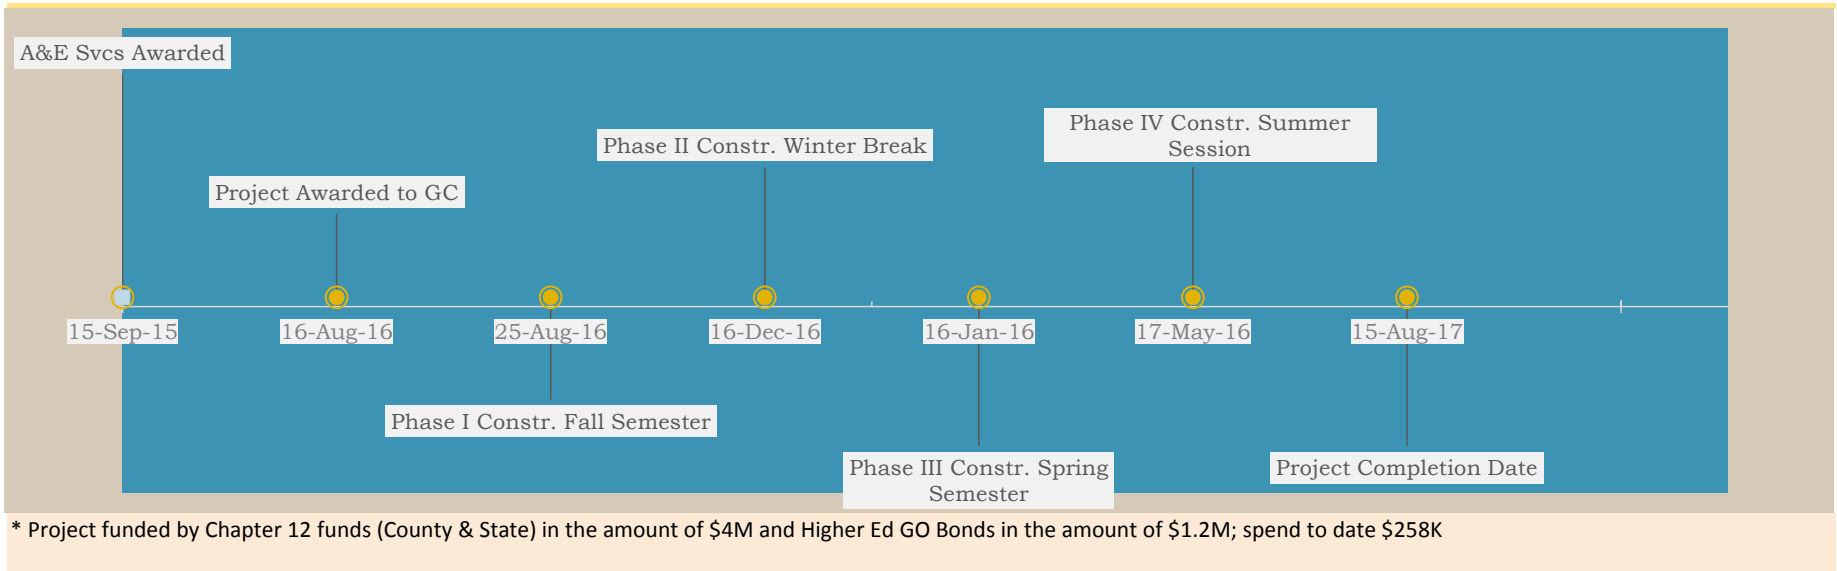 A&E Svcs Awarded
Phase IV Constr. Summer
Session
Phase II Constr. Winter Break
Project Awarded to GC
15-Sep-15
16-Aug-16
25-Aug-16
16-Dec-16
16-Jan-16
17-May-16
15-Aug-17
Phase I Constr. Fall Semester
Phase III Constr. Spring
Semester
Project Completion Date
* Project funded by Chapter 12 funds (County & State) in the amount of $4M and Higher Ed GO Bonds in the amount of $1.2M; spend to date $258K